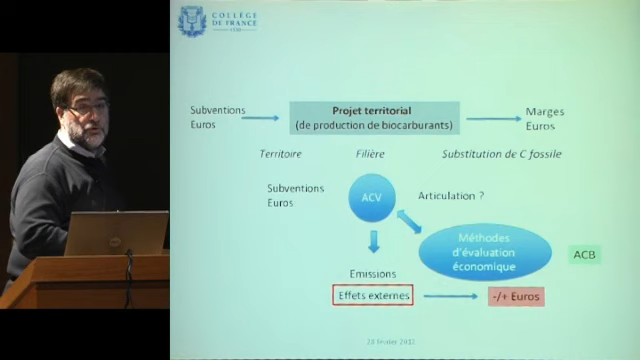 COLLÈGE
DE FRANCE
1530
Subventions
Euros
Projet territorial
(de production de biocarburants)
Marges
Euros
Territoire
Filière
Substitution de C fossile
Subventions
Euros
ACV
Articulation ?
Méthodes
d'évaluation
économique
ACB
Emissions
Effets externes
-/+ Euros